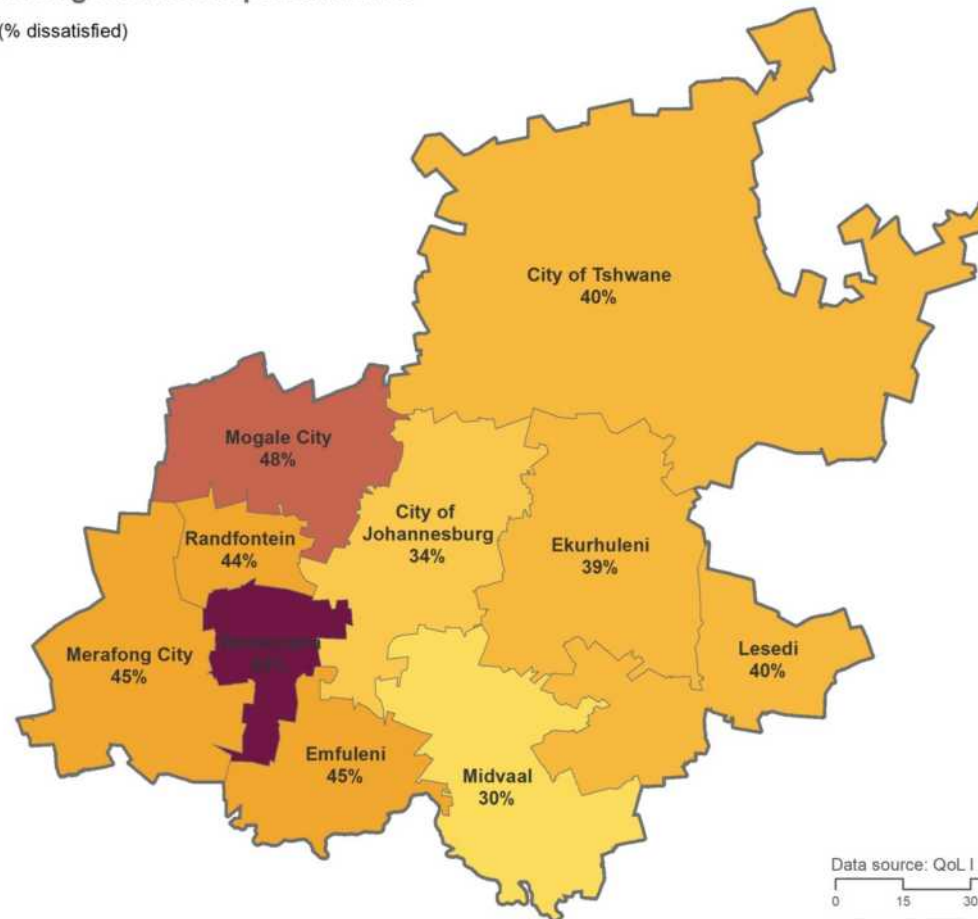 (% dissatisfied)
City of Tshwane
40%
Mogale City
48%
City of
Johannesburg
34%
Randfontein
44%
Ekurhuleni
39%
Merafong City
45%
Lesedi
40%
Emfuleni
45%
Midvaal
30%
Data source: QoL I
0 15 30